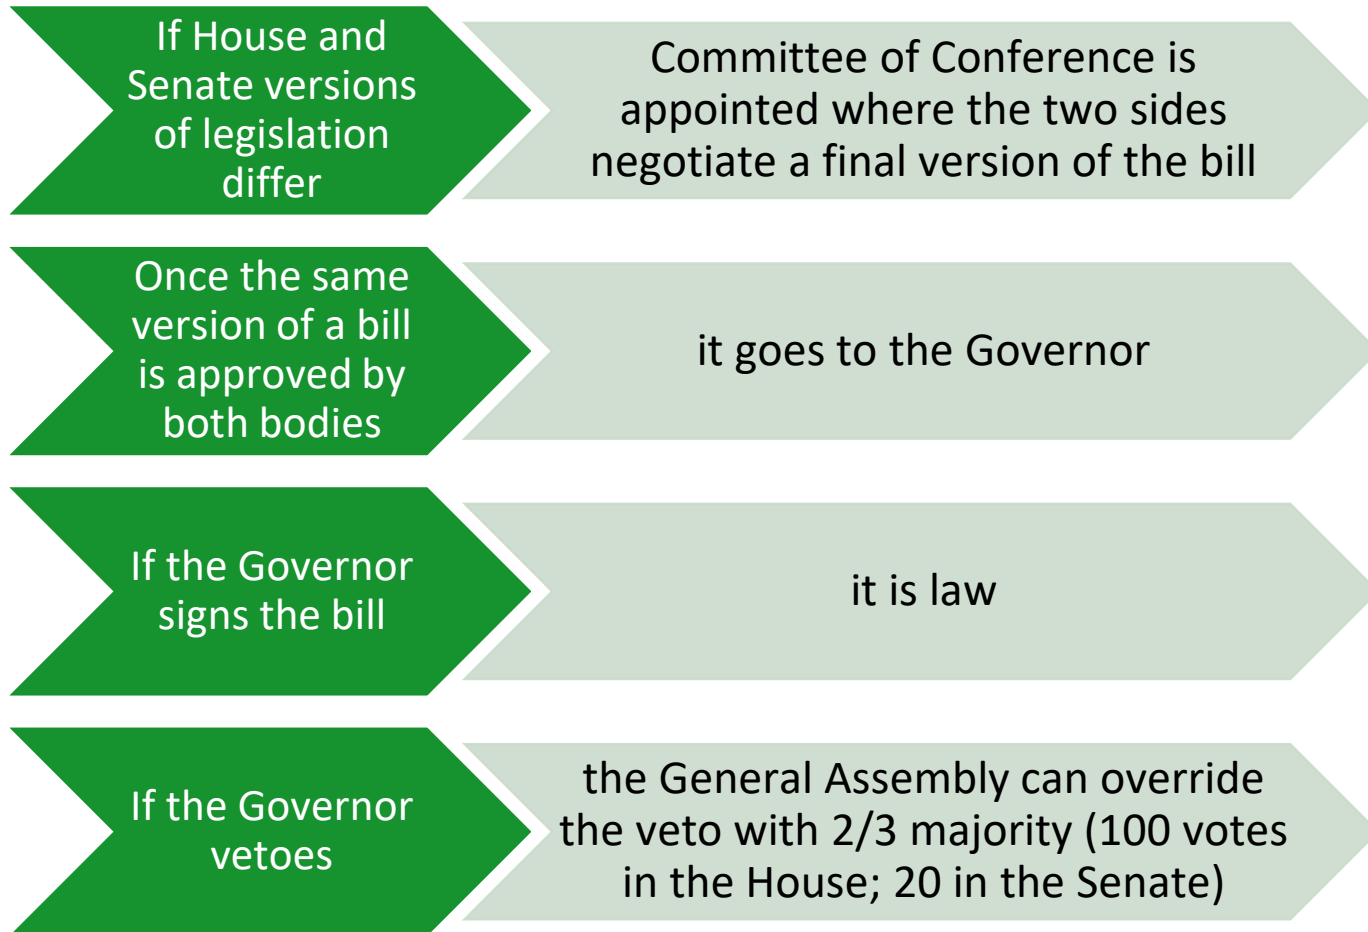 If House and
Senate versions
of legislation
differ
Committee of Conference is
appointed where the two sides
negotiate a final version of the bill
Once the same
version of a bill
is approved by
both bodies
it goes to the Governor
If the Governor
signs the bill
it is law
If the Governor
vetoes
the General Assembly can override
the veto with 2/3 majority (100 votes
in the House; 20 in the Senate)